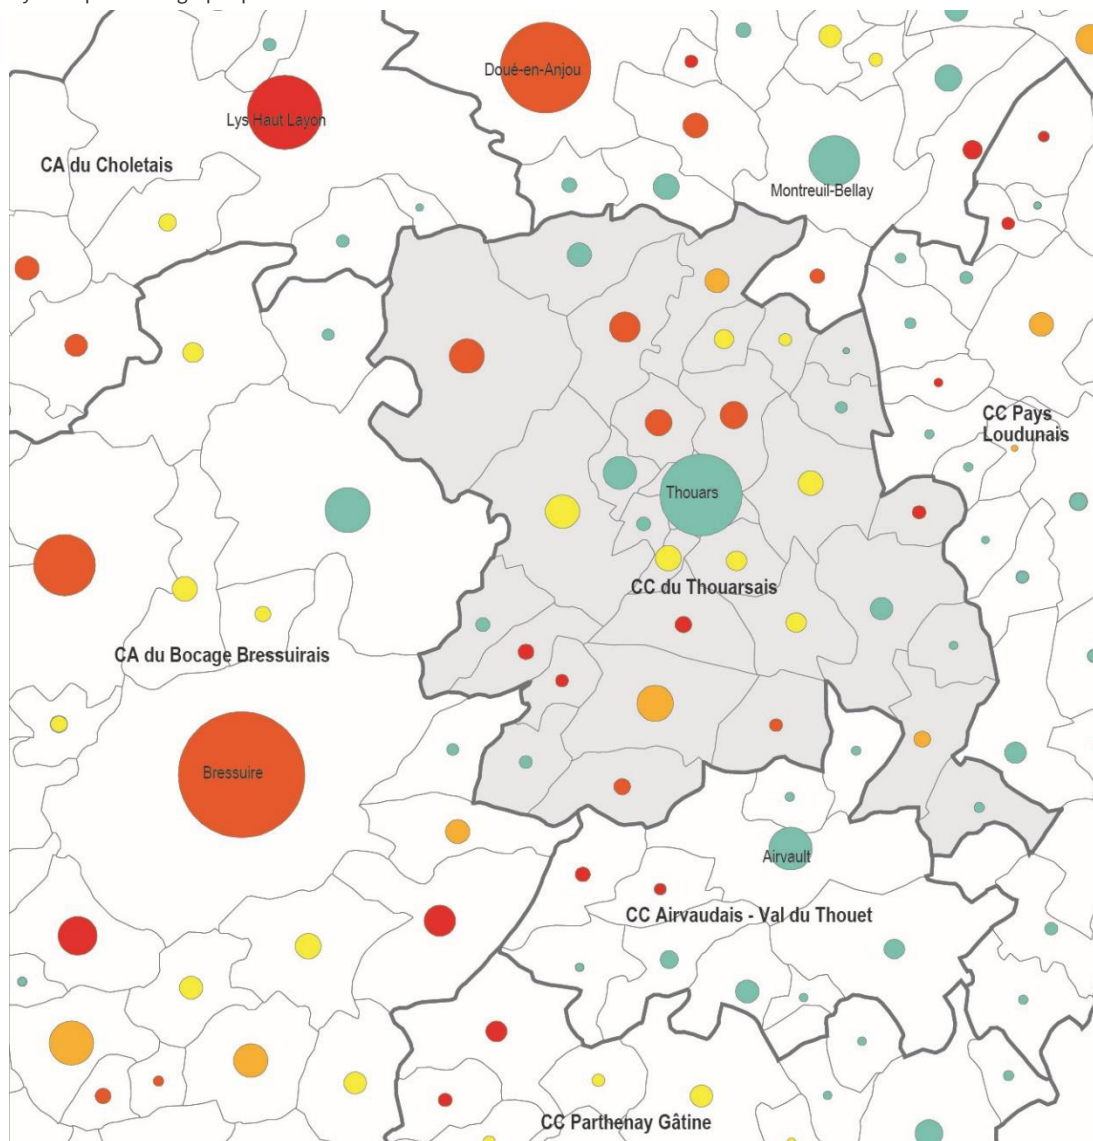 Doué-en-Anjou
Lys Haut Layon
CA du Choletais
Montreuil-Bellay
CC Pays
Loudunais
Thouars
CC du Thouarsais
CA du Bocage Bressuirais
Bressuire
Airvault
CC Airvaudais - Val du Thouet
CC Parthenay Gâtine